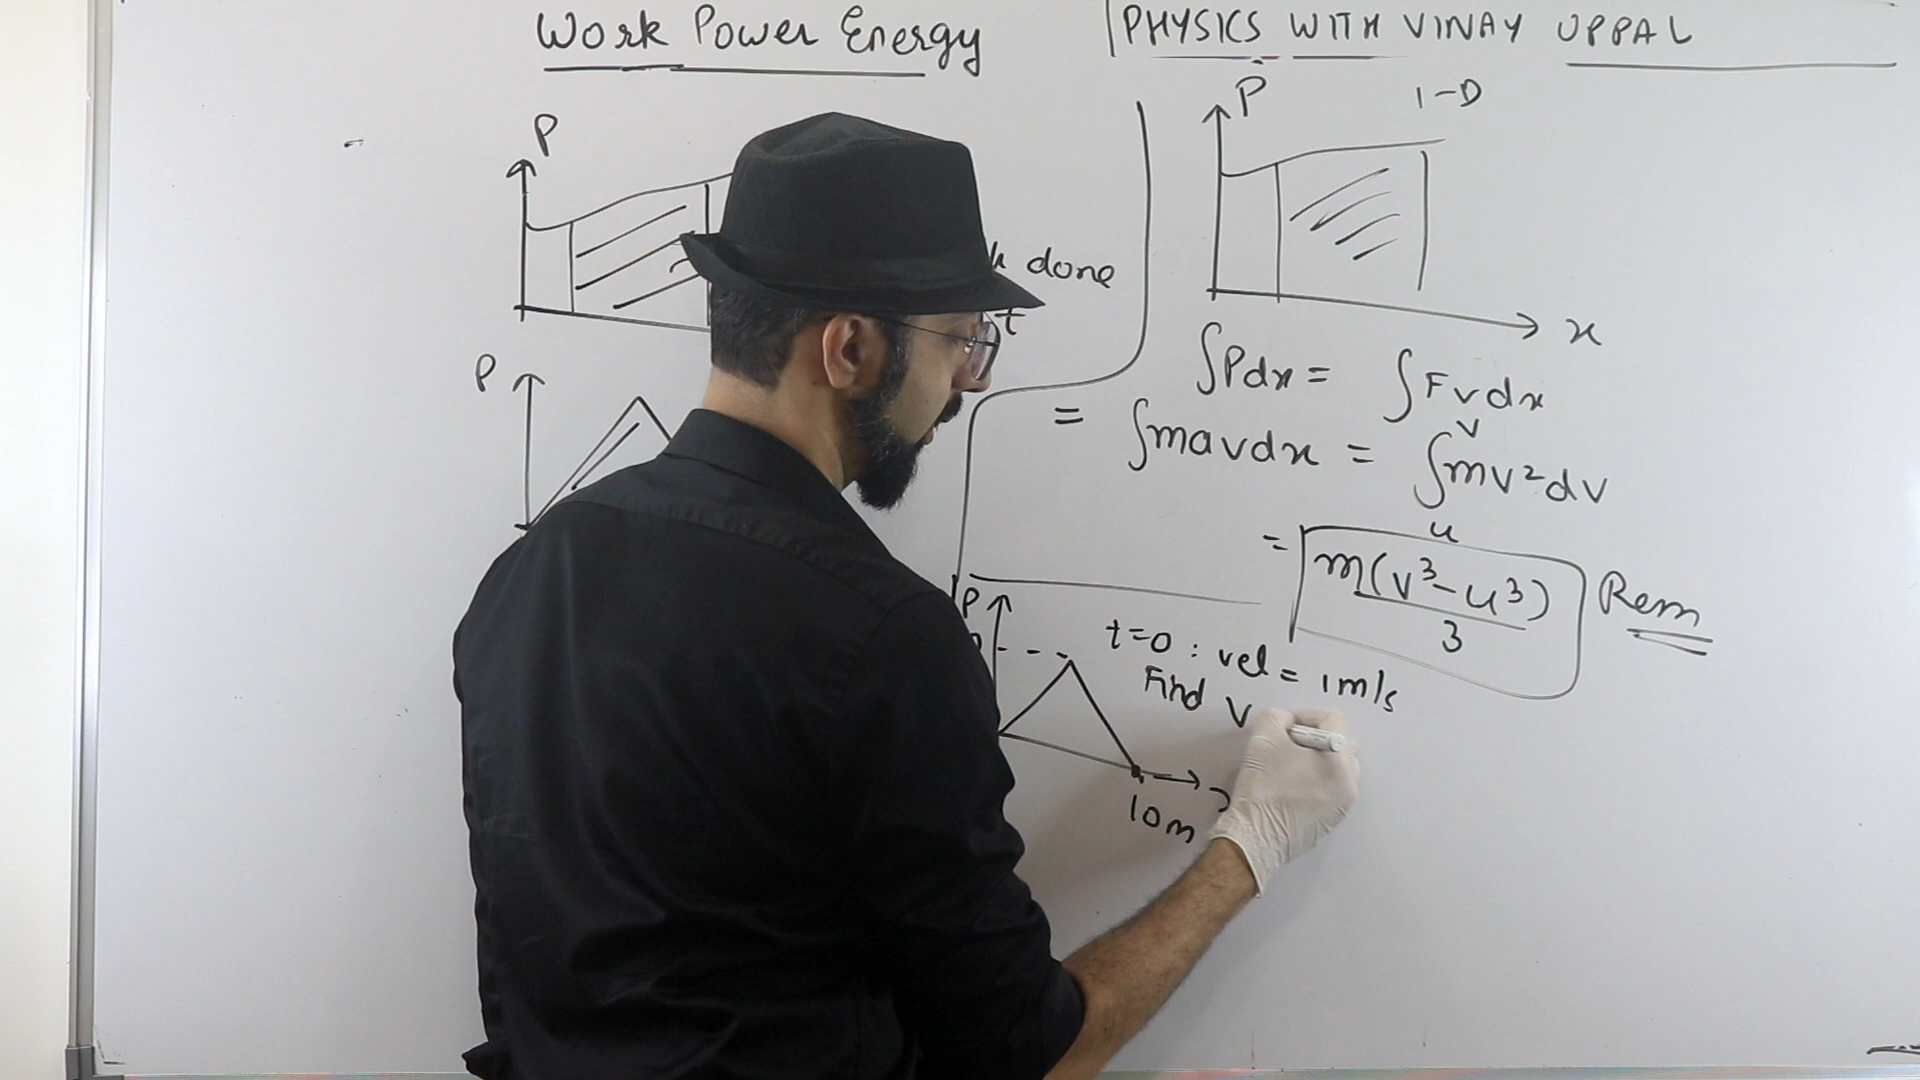 Work Power Energy
PHYSICS WITH VINAY UPPAL
P
done
t
P
P 1-D
x
∫Pdx = ∫Fvdx
= ∫mavdx = ∫ᵤᵛ mv²dv
= m(v³-u³)/3 Rem
P
t=0 : vel = 1m/s
Find V
10m